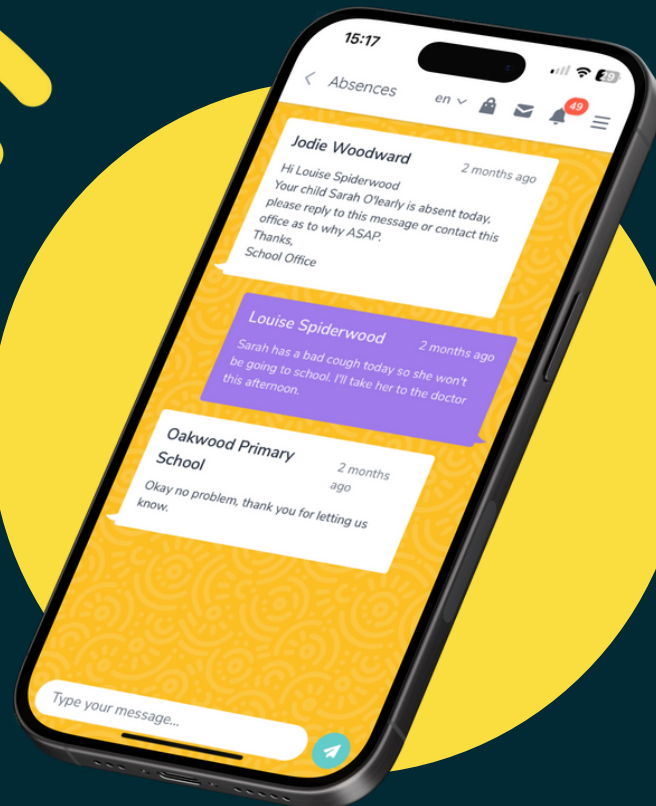 15:17
29
Absences
en
49
Jodie Woodward
2 months ago
Hi Louise Spiderwood
Your child Sarah O'learly is absent today,
please reply to this message or contact this
office as to why ASAP.
Thanks,
School Office
Louise Spiderwood
2 months ago
Sarah has a bad cough today so she won't
be going to school. I'll take her to the doctor
this afternoon.
Oakwood Primary
School
2 months
ago
Okay no problem, thank you for letting us
know.
Type your message...